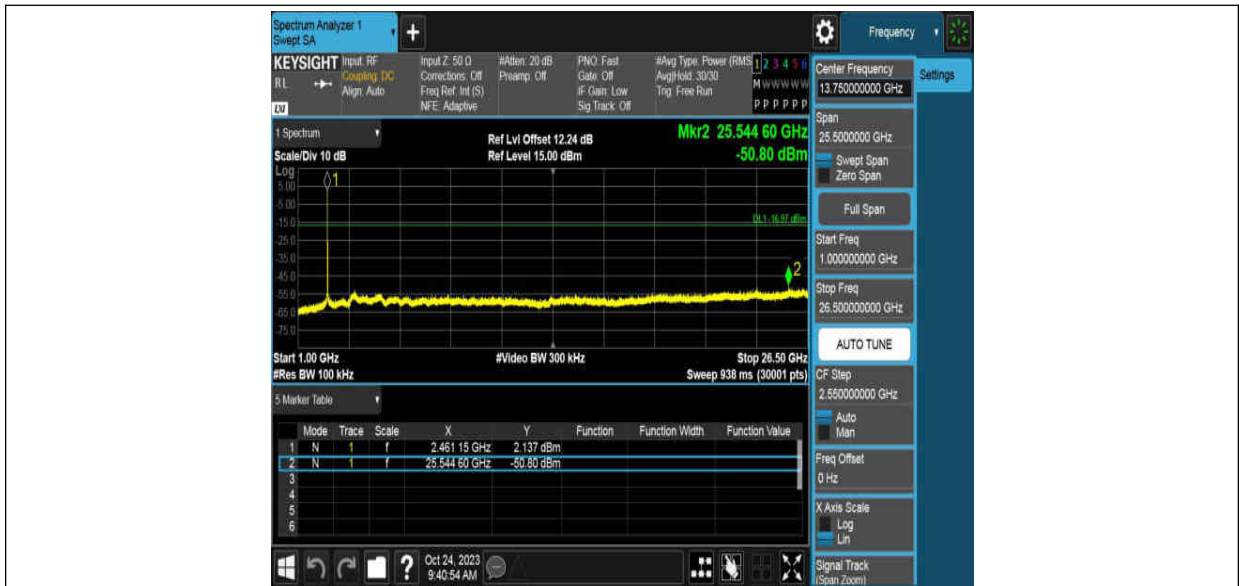 Spectrum Analyzer 1
Swept SA
+
Frequency
KEYSIGHT
RL
LXI
Input: RF
Coupling: DC
Align: Auto
Input Z: 50 Ω
Corrections: Off
Freq Ref: Int (S)
NFE: Adaptive
#Atten: 20 dB
Preamp: Off
PNO: Fast
Gate: Off
IF Gain: Low
Sig Track: Off
#Avg Type: Power (RMS
Avg|Hold: 30/30
Trig: Free Run
1 2 3 4 5 6
M W W W W W
P P P P P P
Center Frequency
13.750000000 GHz
Settings
Span
25.5000000 GHz
Swept Span
Zero Span
Full Span
Start Freq
1.000000000 GHz
Stop Freq
26.500000000 GHz
AUTO TUNE
CF Step
2.550000000 GHz
Auto
Man
Freq Offset
0 Hz
X Axis Scale
Log
Lin
Signal Track
(Span Zoom)
1 Spectrum
Scale/Div 10 dB
Ref Lvl Offset 12.24 dB
Ref Level 15.00 dBm
Mkr2 25.544 60 GHz
-50.80 dBm
Log
5.00
-5.00
-15.0
-25.0
-35.0
-45.0
-55.0
-65.0
-75.0
1
DL1 -16.97 dBm
2
Start 1.00 GHz
#Res BW 100 kHz
#Video BW 300 kHz
Stop 26.50 GHz
Sweep 938 ms (30001 pts)
5 Marker Table
Mode Trace Scale X Y Function Function Width Function Value
1 N 1 f 2.461 15 GHz 2.137 dBm
2 N 1 f 25.544 60 GHz -50.80 dBm
3
4
5
6
?
Oct 24, 2023
9:40:54 AM